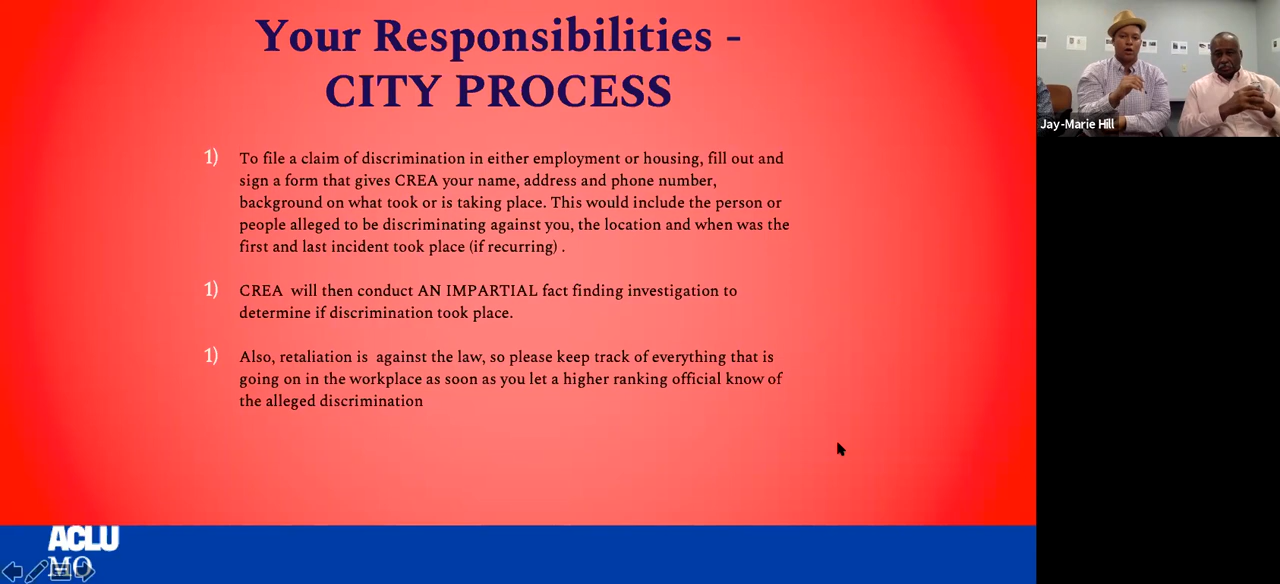 Your Responsibilities -
CITY PROCESS
1) To file a claim of discrimination in either employment or housing, fill out and
sign a form that gives CREA your name, address and phone number,
background on what took or is taking place. This would include the person or
people alleged to be discriminating against you, the location and when was the
first and last incident took place (if recurring) .
1) CREA  will then conduct AN IMPARTIAL fact finding investigation to
determine if discrimination took place.
1) Also, retaliation is  against the law, so please keep track of everything that is
going on in the workplace as soon as you let a higher ranking official know of
the alleged discrimination
ACLU
MO
Jay-Marie Hill